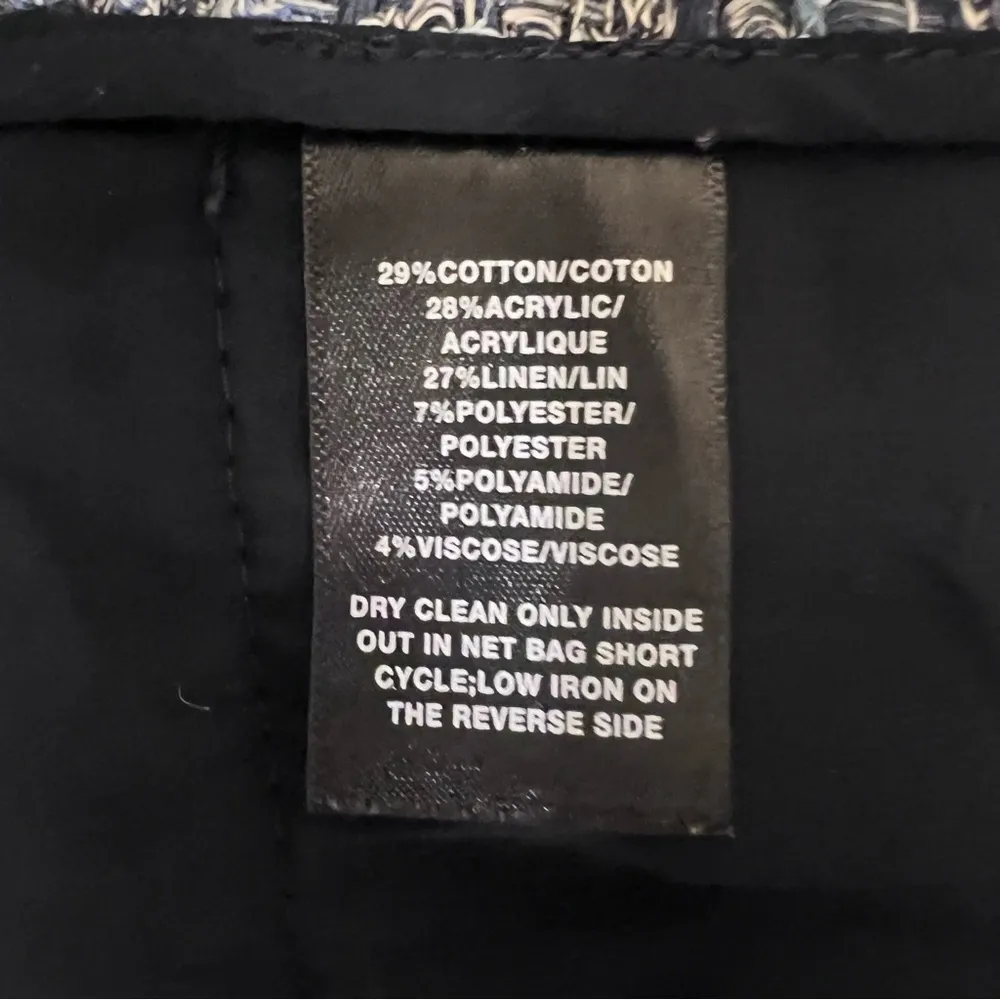 29%COTTON/COTON
28%ACRYLIC/
ACRYLIQUE
27%LINEN/LIN
7%POLYESTER/
POLYESTER
5%POLYAMIDE/
POLYAMIDE
4%VISCOSE/VISCOSE
DRY CLEAN ONLY INSIDE
OUT IN NET BAG SHORT
CYCLE;LOW IRON ON
THE REVERSE SIDE